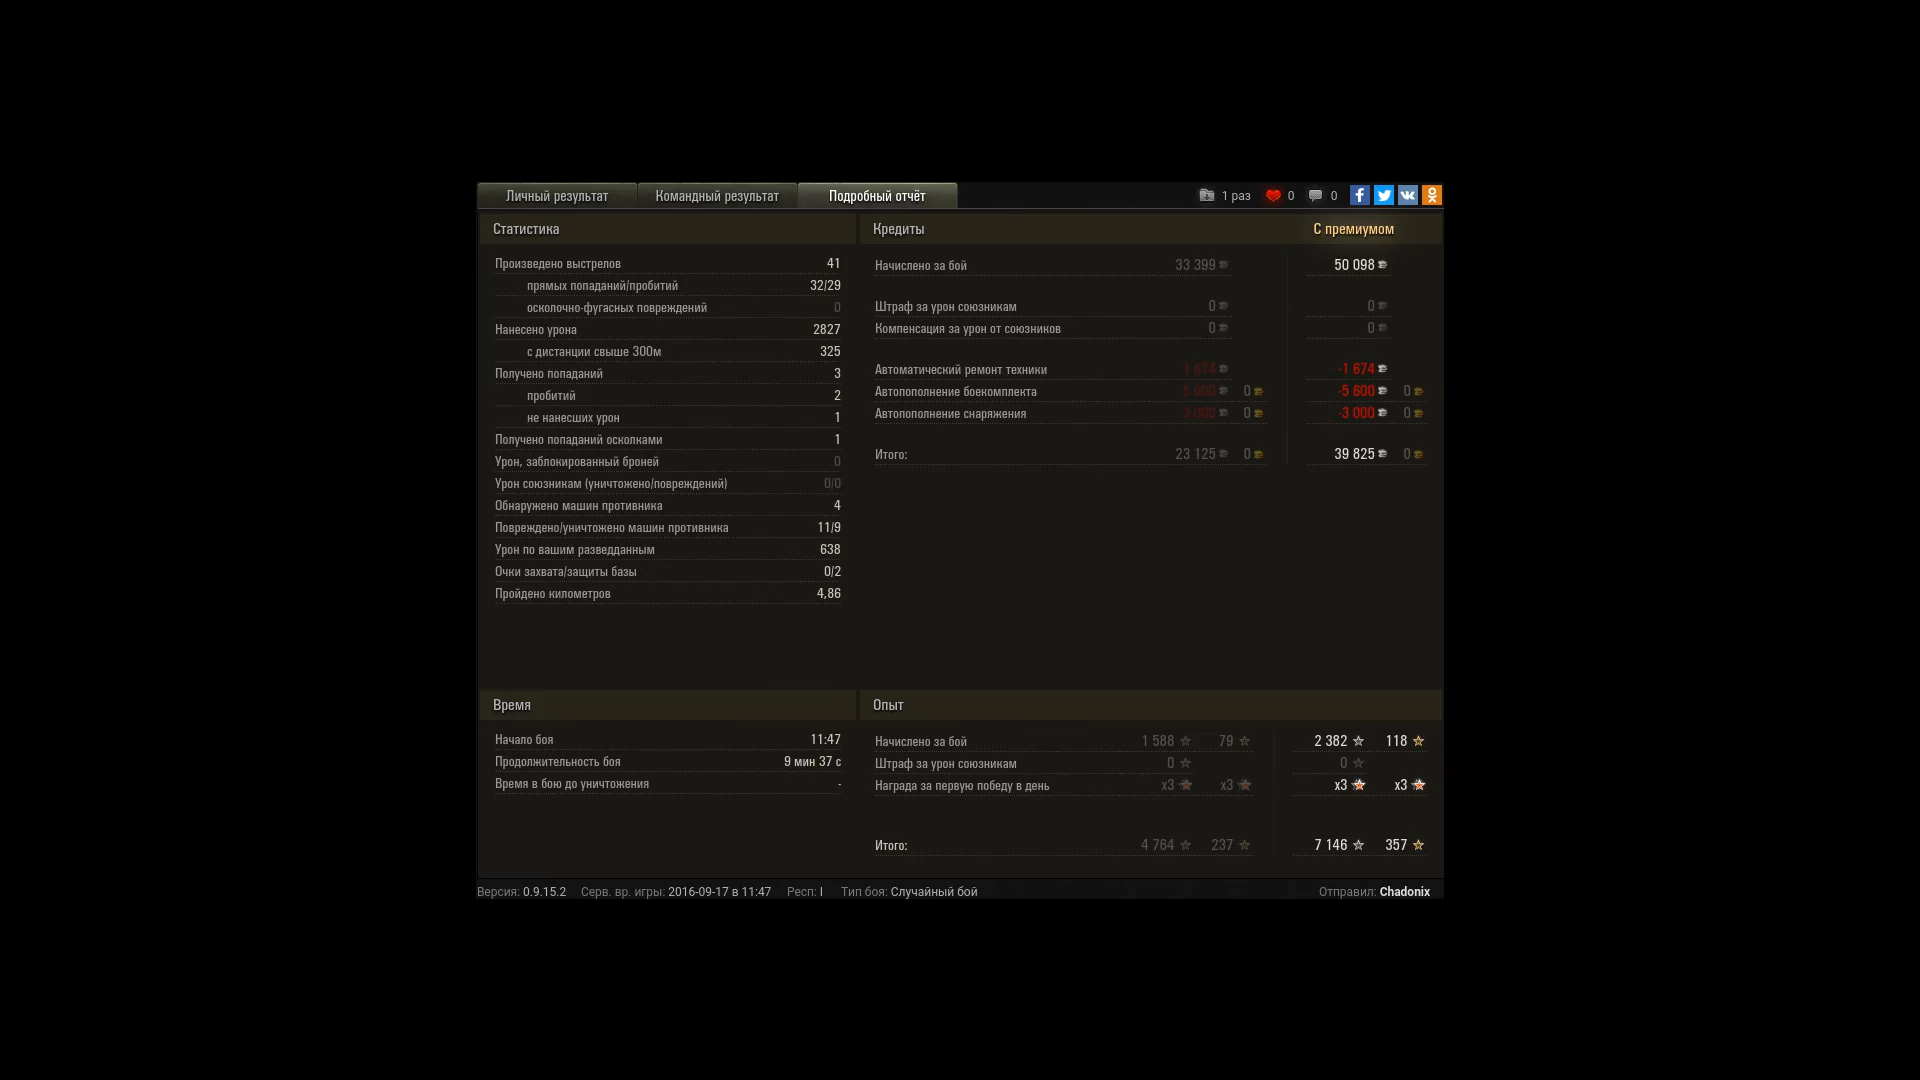 Личный результат Командный результат Подробный отчёт 1 раз 0 0
Статистика
Произведено выстрелов 41
прямых попаданий/пробитий 32/29
осколочно-фугасных повреждений 0
Нанесено урона 2827
с дистанции свыше 300м 325
Получено попаданий 3
пробитий 2
не нанесших урон 1
Получено попаданий осколками 1
Урон, заблокированный броней 0
Урон союзникам (уничтожено/повреждений) 0/0
Обнаружено машин противника 4
Повреждено/уничтожено машин противника 11/9
Урон по вашим разведданным 638
Очки захвата/защиты базы 0/2
Пройдено километров 4,86
Кредиты С премиумом
Начислено за бой 33 399 50 098
Штраф за урон союзникам 0 0
Компенсация за урон от союзников 0 0
Автоматический ремонт техники -1 674 -1 674
Автопополнение боекомплекта -5 600 0 -5 600 0
Автопополнение снаряжения -3 000 0 -3 000 0
Итого: 23 125 0 39 825 0
Время
Начало боя 11:47
Продолжительность боя 9 мин 37 с
Время в бою до уничтожения -
Опыт
Начислено за бой 1 588 79 2 382 118
Штраф за урон союзникам 0 0
Награда за первую победу в день x3 x3 x3 x3
Итого: 4 764 237 7 146 357
Версия: 0.9.15.2 Серв. вр. игры: 2016-09-17 в 11:47 Респ: I Тип боя: Случайный бой Отправил: Chadonix